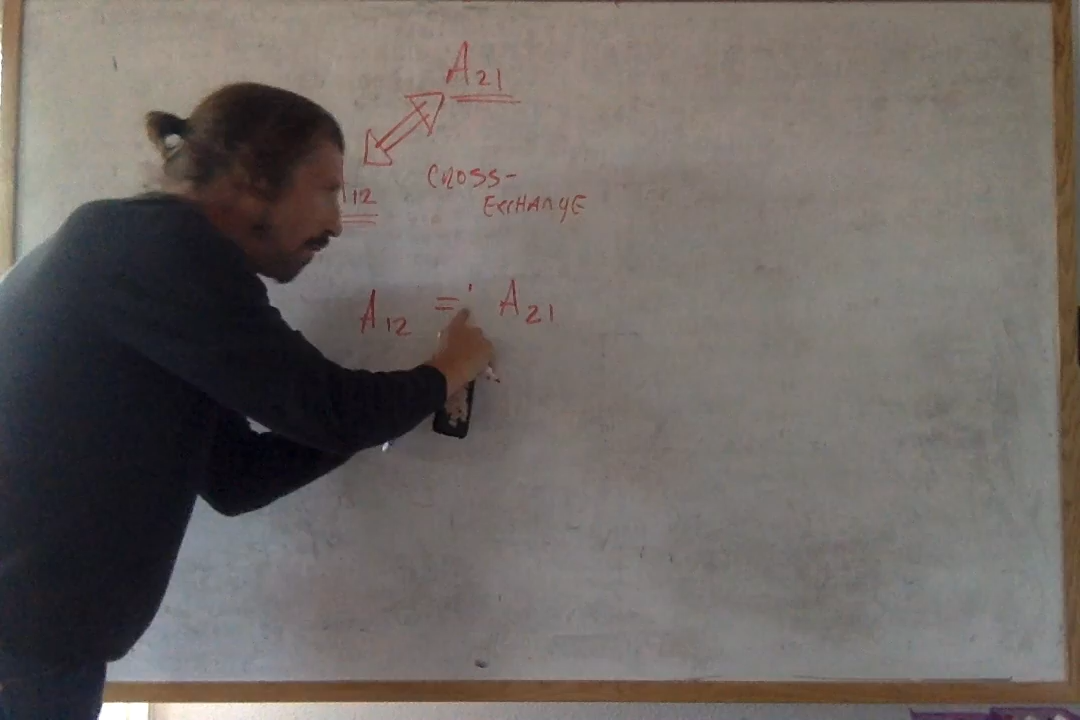 A21
12
CROSS-
EXCHANGE
A12 = A21